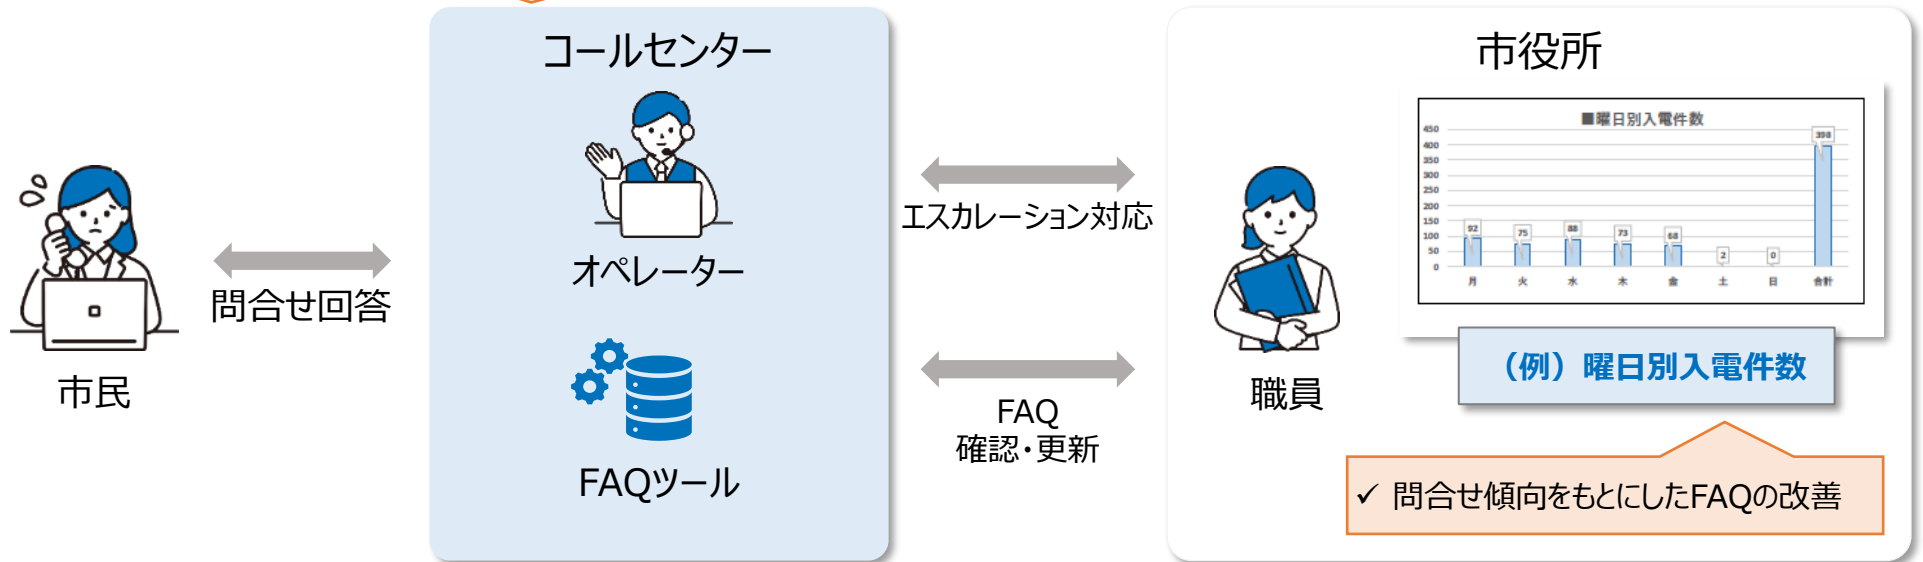 コールセンター
オペレーター
FAQツール
市民
問合せ回答
エスカレーション対応
FAQ
確認・更新
市役所
職員
■曜日別入電件数
450
400
350
300
250
200
150
100
50
0
92
75
88
73
68
2
0
398
月
火
水
木
金
土
日
合計
（例）曜日別入電件数
✓ 問合せ傾向をもとにしたFAQの改善